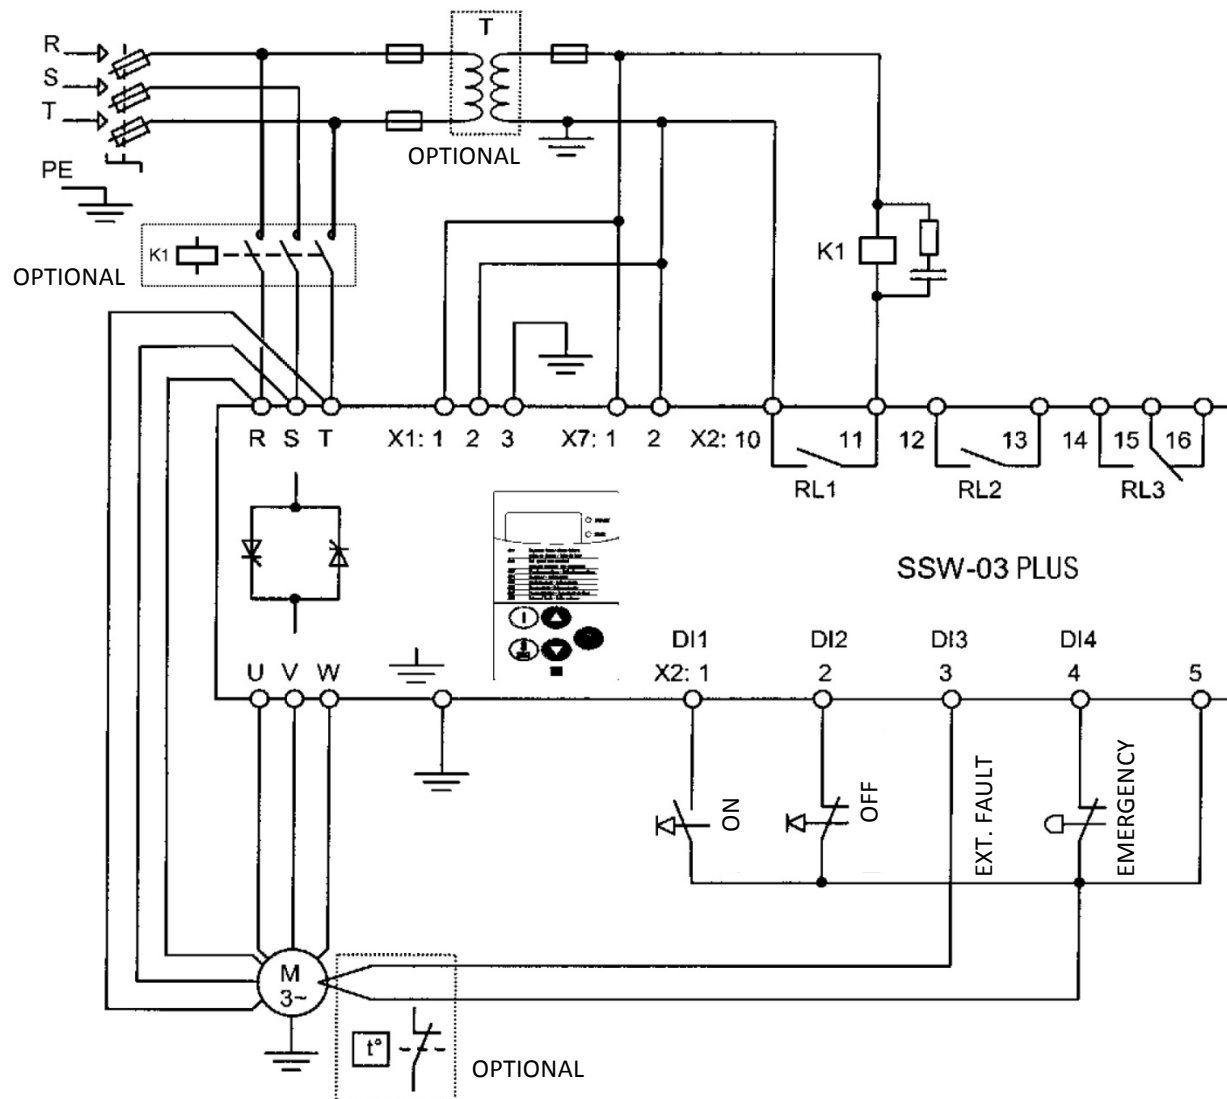 R
T
S
T
OPTIONAL
PE
K1
K1
OPTIONAL
R S T X1: 1 2 3 X7: 1 2 X2: 10 11 12 13 14 15 16
RL1 RL2 RL3
SSW-03 PLUS
I
DI1 DI2 DI3 DI4
U V W X2: 1 2 3 4 5
ON
OFF
EXT. FAULT
EMERGENCY
M
3~
t°
OPTIONAL